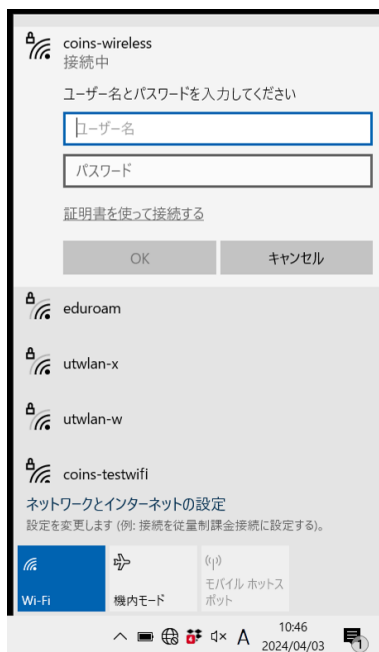 coins-wireless
接続中
ユーザー名とパスワードを入力してください
ユーザー名
パスワード
証明書を使って接続する
OK キャンセル
eduroam
utwlan-x
utwlan-w
coins-testwifi
ネットワークとインターネットの設定
設定を変更します (例: 接続を従量制課金接続に設定する)。
Wi-Fi
機内モード
モバイル ホットス
ポット
A
10:46
2024/04/03
1